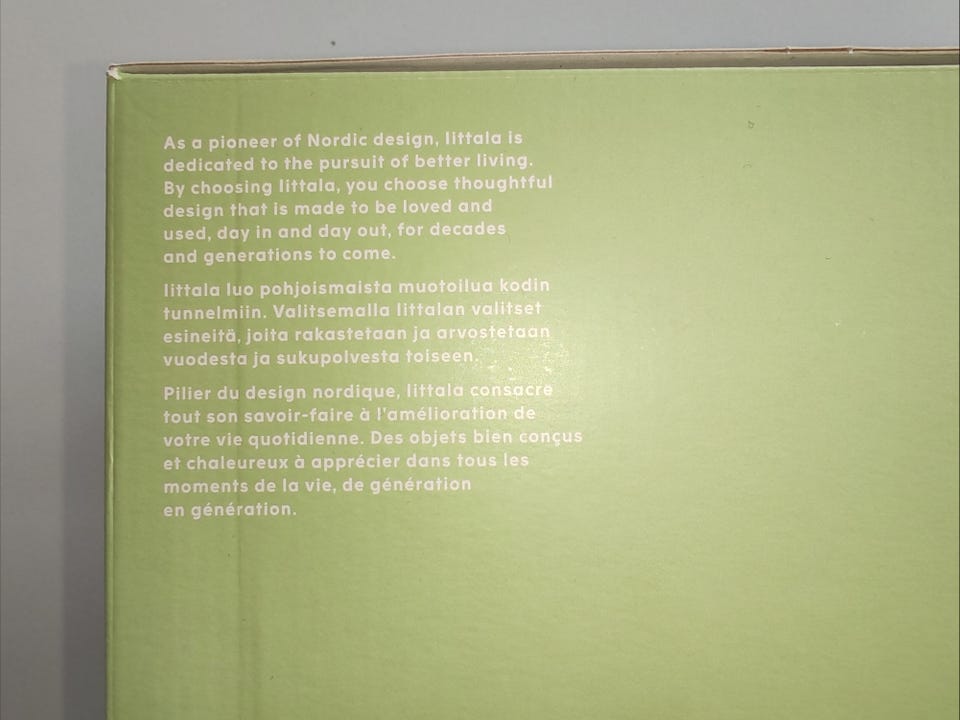 As a pioneer of Nordic design, Iittala is
dedicated to the pursuit of better living.
By choosing Iittala, you choose thoughtful
design that is made to be loved and
used, day in and day out, for decades
and generations to come.
Iittala luo pohjoismaista muotoilua kodin
tunnelmiin. Valitsemalla Iittalan valitset
esineitä, joita rakastetaan ja arvostetaan
vuodesta ja sukupolvesta toiseen.
Pilier du design nordique, Iittala consacre
tout son savoir-faire à l'amélioration de
votre vie quotidienne. Des objets bien conçus
et chaleureux à apprécier dans tous les
moments de la vie, de génération
en génération.